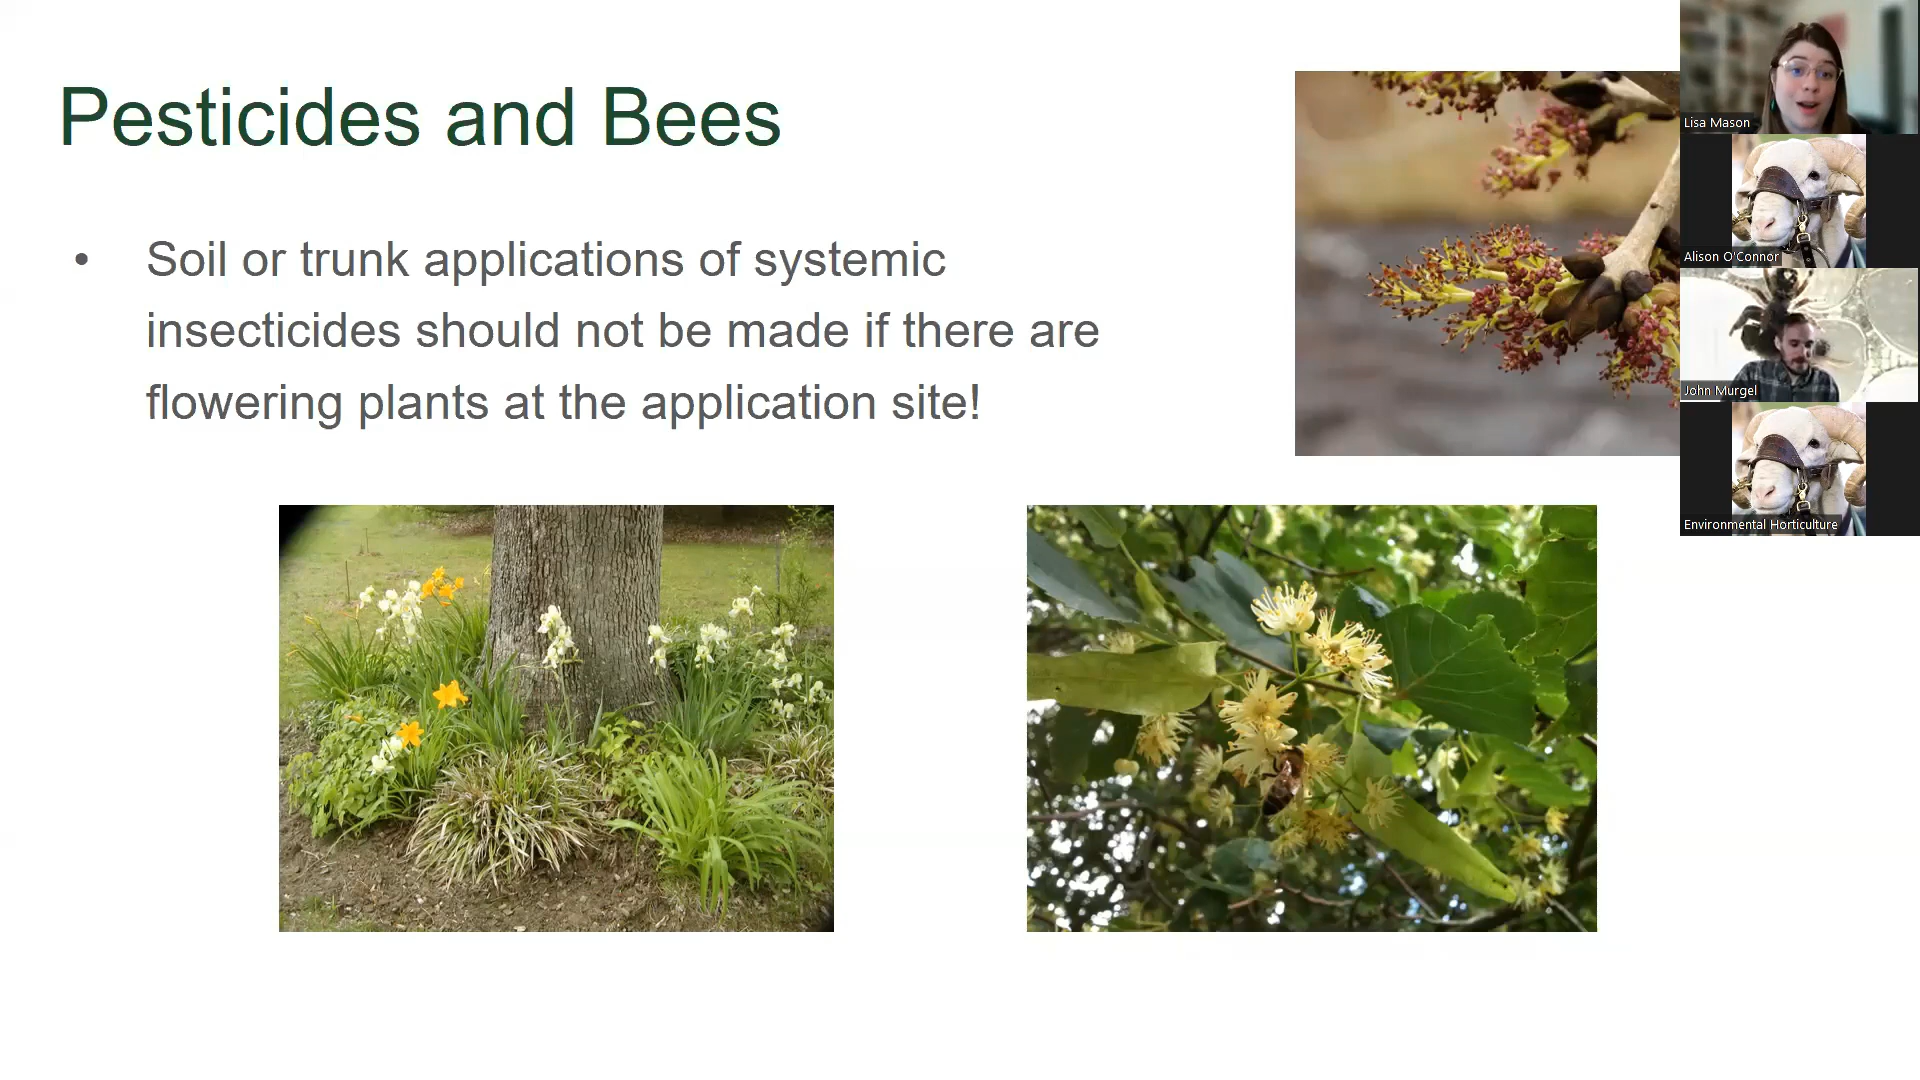 Pesticides and Bees
• Soil or trunk applications of systemic
insecticides should not be made if there are
flowering plants at the application site!
Lisa Mason
Alison O'Connor
John Murgel
Environmental Horticulture